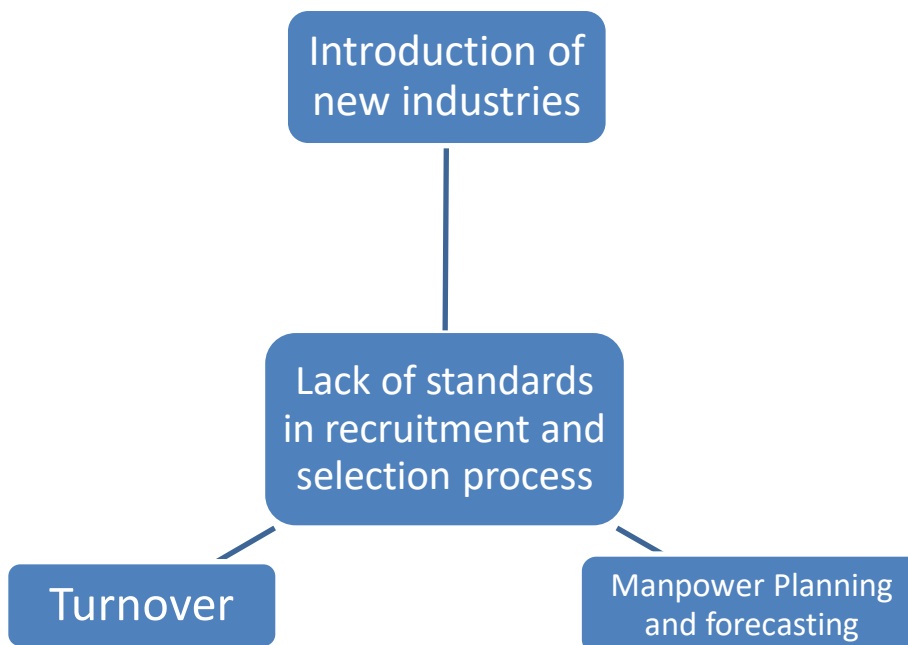 Introduction of
new industries
Lack of standards
in recruitment and
selection process
Turnover
Manpower Planning
and forecasting